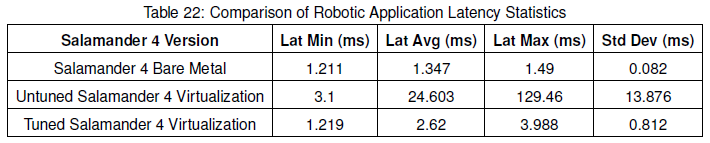 Table 22: Comparison of Robotic Application Latency Statistics
Salamander 4 Version Lat Min (ms) Lat Avg (ms) Lat Max (ms) Std Dev (ms)
Salamander 4 Bare Metal 1.211 1.347 1.49 0.082
Untuned Salamander 4 Virtualization 3.1 24.603 129.46 13.876
Tuned Salamander 4 Virtualization 1.219 2.62 3.988 0.812